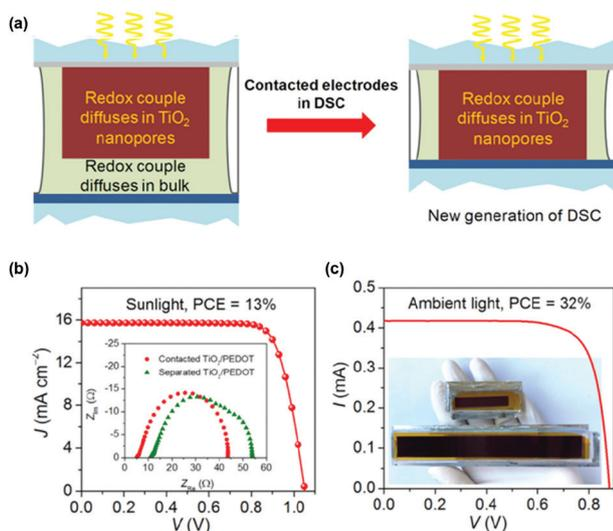 (a)
Redox couple
diffuses in TiO₂
nanopores
Redox couple
diffuses in bulk
Contacted electrodes
in DSC
Redox couple
diffuses in TiO₂
nanopores
New generation of DSC
(b)
Sunlight, PCE = 13%
J (mA cm⁻²)
16
12
8
4
0
0.0 0.2 0.4 0.6 0.8 1.0
V (V)
Contacted TiO₂/PEDOT
Separated TiO₂/PEDOT
Z_Im (Ω)
-25
-20
-15
-10
-5
0
0 10 20 30 40 50 60
Z_Re (Ω)
(c)
Ambient light, PCE = 32%
I (mA)
0.5
0.4
0.3
0.2
0.1
0.0
0.0 0.2 0.4 0.6 0.8
V (V)